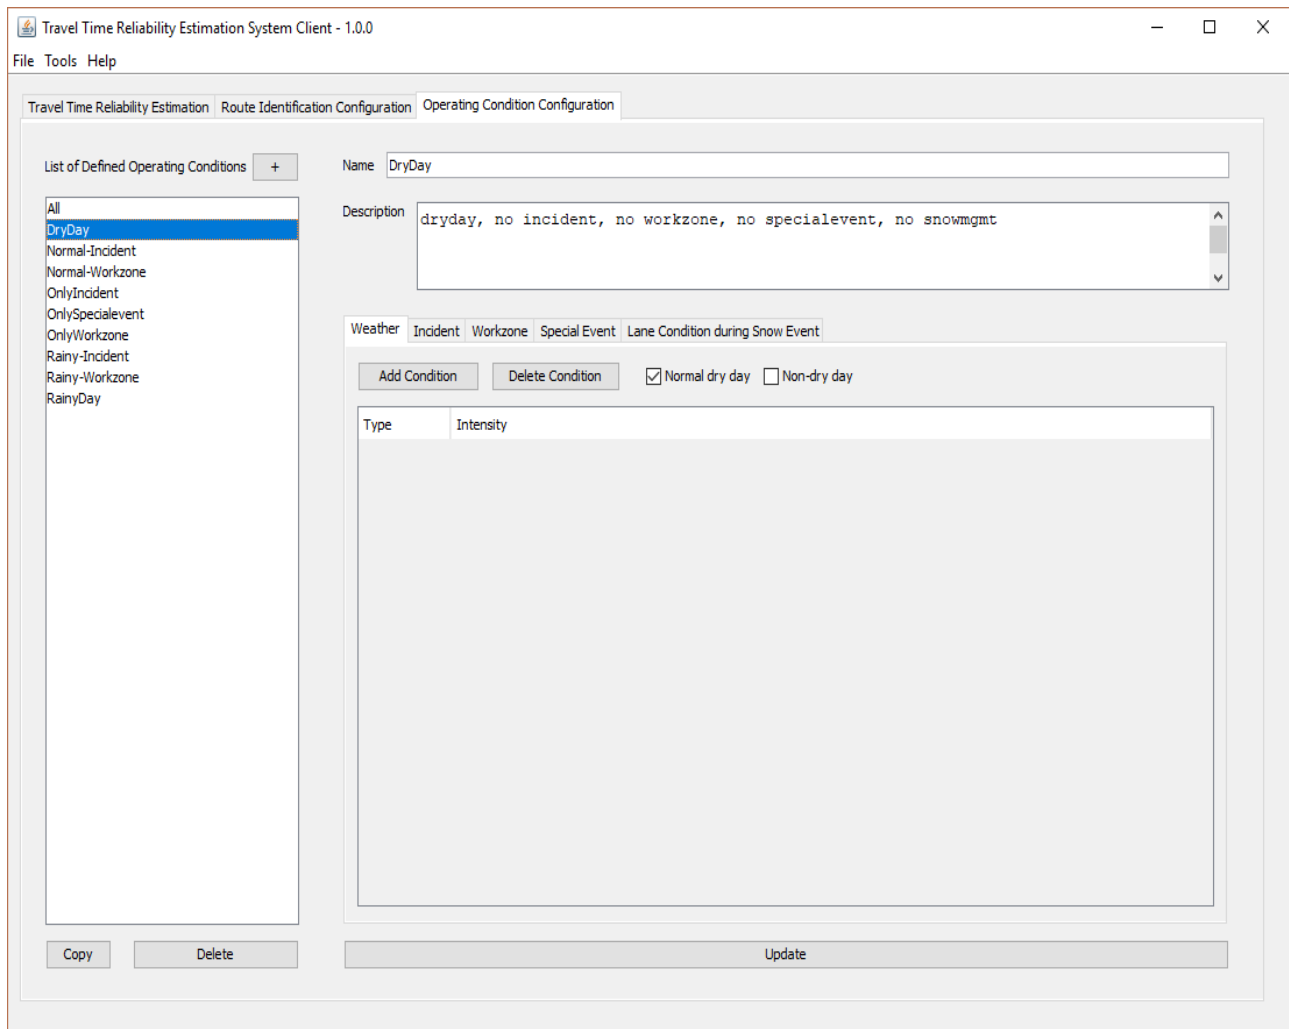 Travel Time Reliability Estimation System Client - 1.0.0
File Tools Help
Travel Time Reliability Estimation Route Identification Configuration Operating Condition Configuration
List of Defined Operating Conditions +
All
DryDay
Normal-Incident
Normal-Workzone
OnlyIncident
OnlySpecialevent
OnlyWorkzone
Rainy-Incident
Rainy-Workzone
RainyDay
Copy Delete
Name DryDay
Description dryday, no incident, no workzone, no specialevent, no snowmgmt
Weather Incident Workzone Special Event Lane Condition during Snow Event
Add Condition Delete Condition Normal dry day Non-dry day
Type Intensity
Update